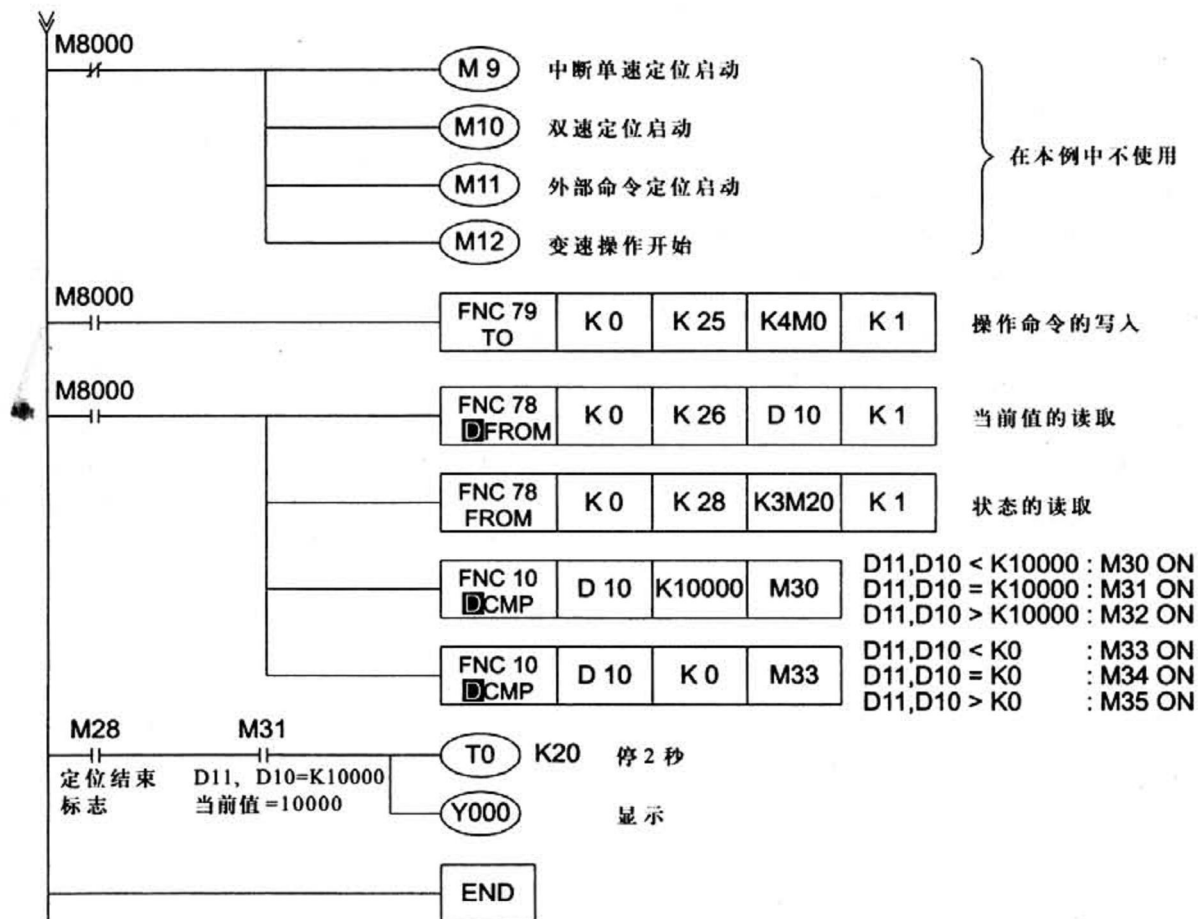 M8000
M 9 中断单速定位启动
M10 双速定位启动
在本例中不使用
M11 外部命令定位启动
M12 变速操作开始
M8000
FNC 79 TO K 0 K 25 K4M0 K 1 操作命令的写入
M8000
FNC 78 DFROM K 0 K 26 D 10 K 1 当前值的读取
FNC 78 FROM K 0 K 28 K3M20 K 1 状态的读取
FNC 10 DCMP D 10 K10000 M30
D11,D10 < K10000 : M30 ON
D11,D10 = K10000 : M31 ON
D11,D10 > K10000 : M32 ON
FNC 10 DCMP D 10 K 0 M33
D11,D10 < K0 : M33 ON
D11,D10 = K0 : M34 ON
D11,D10 > K0 : M35 ON
M28 M31
T0 K20 停 2 秒
定位结束 D11, D10=K10000
标志 当前值=10000
Y000 显示
END